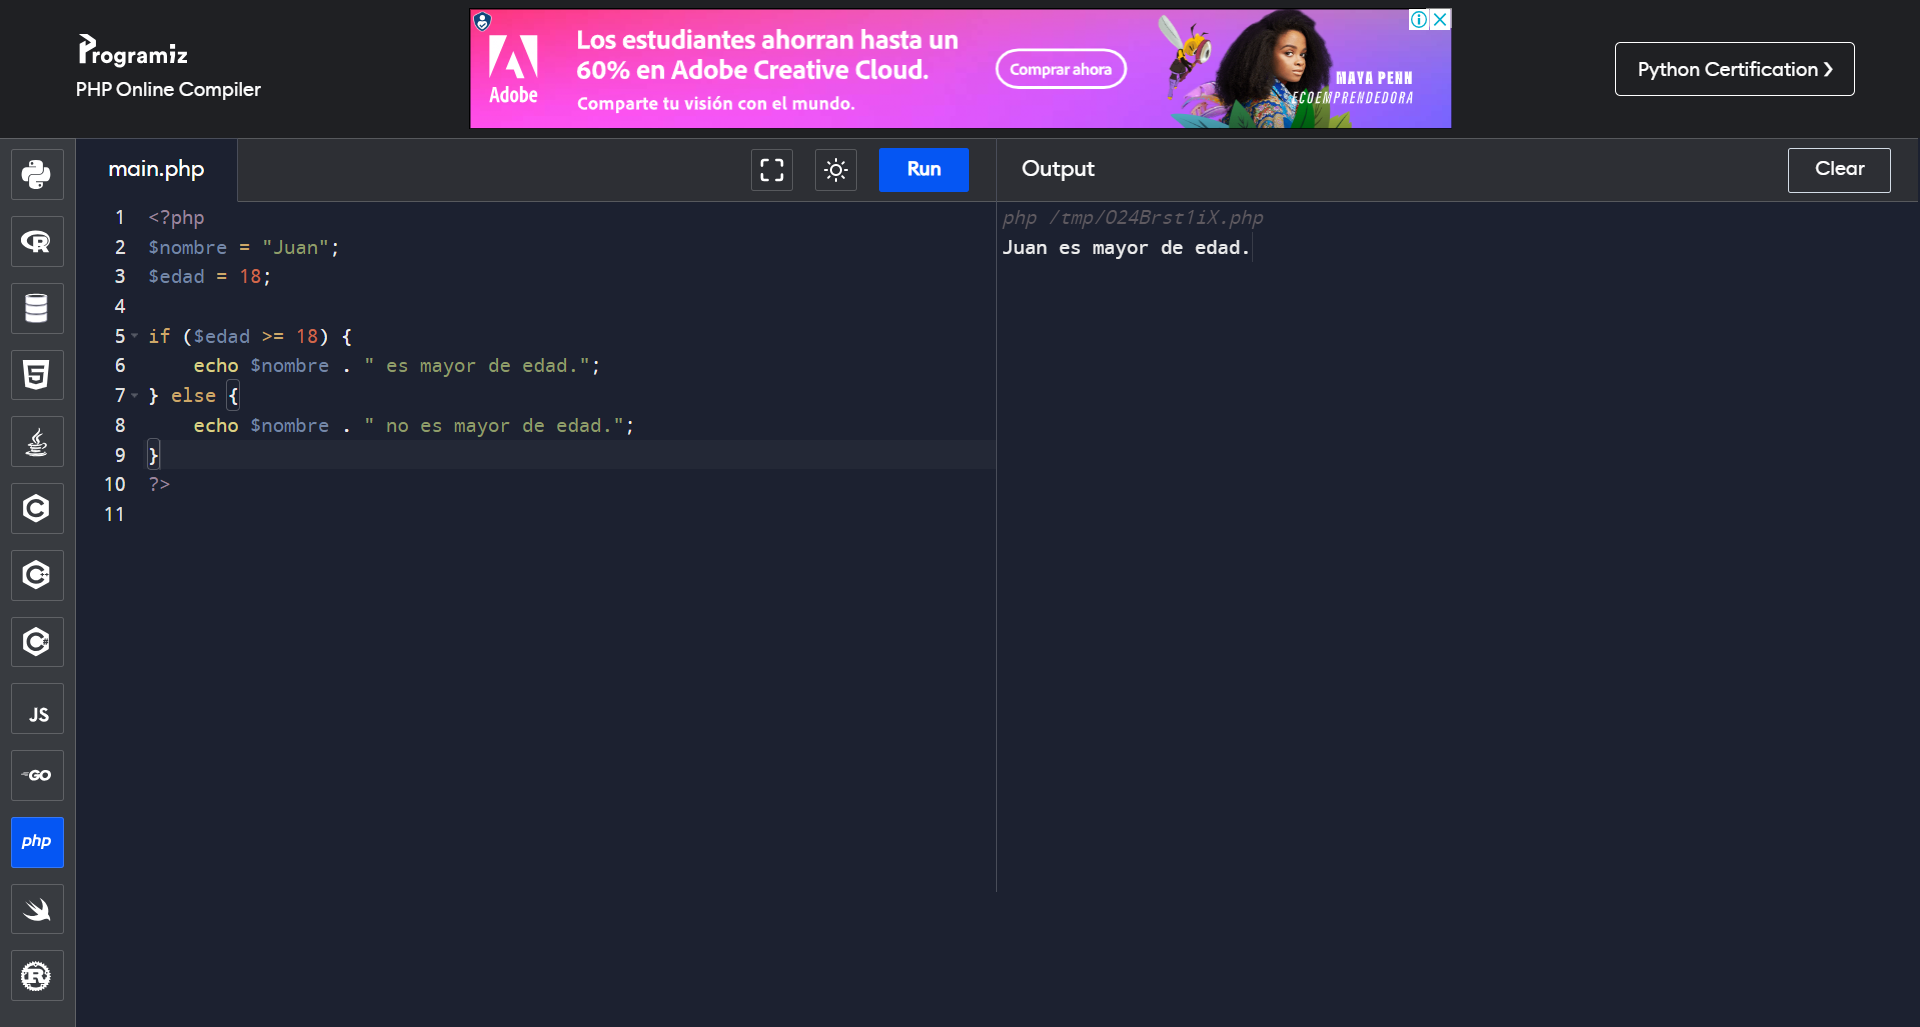 Programiz
PHP Online Compiler
Adobe
Los estudiantes ahorran hasta un
60% en Adobe Creative Cloud.
Comparte tu visión con el mundo.
Comprar ahora
MAYA PENN
ECOEMPRENDEDORA
Python Certification ❯
main.php
Run
Output
Clear
1 <?php
2 $nombre = "Juan";
3 $edad = 18;
4
5 if ($edad >= 18) {
6     echo $nombre . " es mayor de edad.";
7 } else {
8     echo $nombre . " no es mayor de edad.";
9 }
10 ?>
11
php /tmp/O24Brst1iX.php
Juan es mayor de edad.
R
5
C
C++
C#
JS
GO
php
R